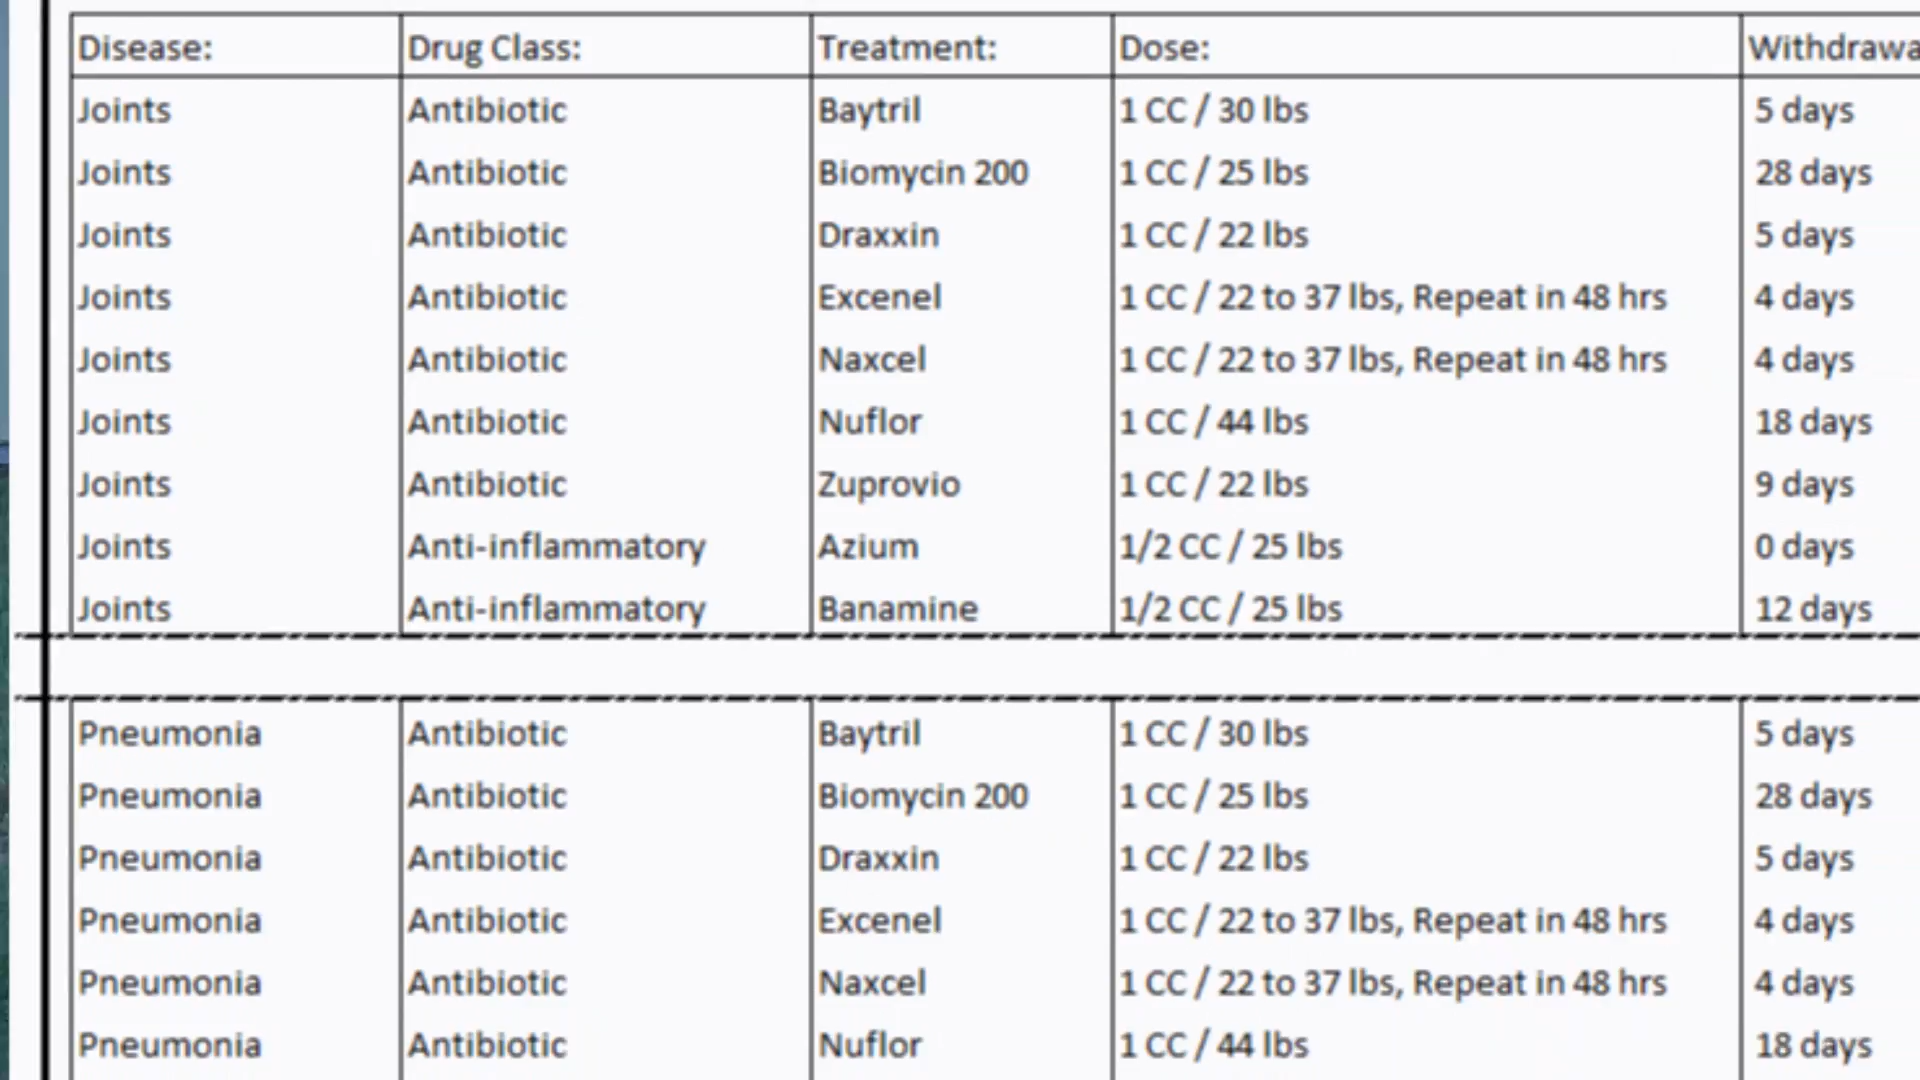 Disease: Drug Class: Treatment: Dose: Withdrawa
Joints Antibiotic Baytril 1 CC / 30 lbs 5 days
Joints Antibiotic Biomycin 200 1 CC / 25 lbs 28 days
Joints Antibiotic Draxxin 1 CC / 22 lbs 5 days
Joints Antibiotic Excenel 1 CC / 22 to 37 lbs, Repeat in 48 hrs 4 days
Joints Antibiotic Naxcel 1 CC / 22 to 37 lbs, Repeat in 48 hrs 4 days
Joints Antibiotic Nuflor 1 CC / 44 lbs 18 days
Joints Antibiotic Zuprovio 1 CC / 22 lbs 9 days
Joints Anti-inflammatory Azium 1/2 CC / 25 lbs 0 days
Joints Anti-inflammatory Banamine 1/2 CC / 25 lbs 12 days
Pneumonia Antibiotic Baytril 1 CC / 30 lbs 5 days
Pneumonia Antibiotic Biomycin 200 1 CC / 25 lbs 28 days
Pneumonia Antibiotic Draxxin 1 CC / 22 lbs 5 days
Pneumonia Antibiotic Excenel 1 CC / 22 to 37 lbs, Repeat in 48 hrs 4 days
Pneumonia Antibiotic Naxcel 1 CC / 22 to 37 lbs, Repeat in 48 hrs 4 days
Pneumonia Antibiotic Nuflor 1 CC / 44 lbs 18 days